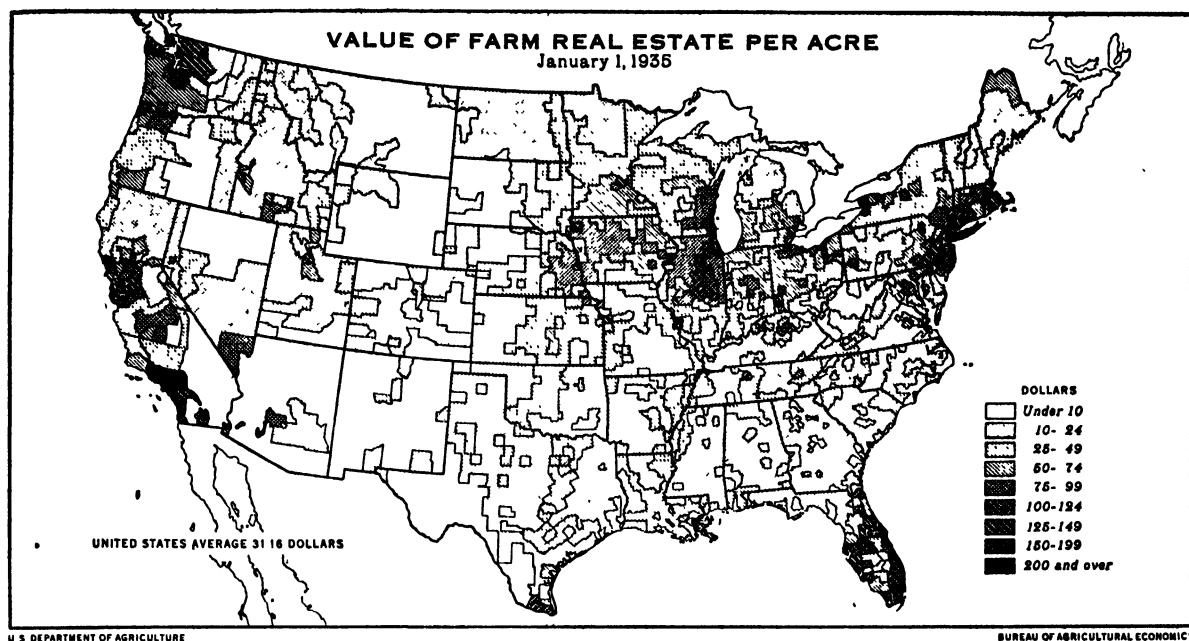 VALUE OF FARM REAL ESTATE PER ACRE
January 1, 1935
DOLLARS
Under 10
10- 24
25- 49
50- 74
75- 99
100-124
125-149
150-199
200 and over
UNITED STATES AVERAGE 31 16 DOLLARS
U S DEPARTMENT OF AGRICULTURE
BUREAU OF AGRICULTURAL ECONOMIC